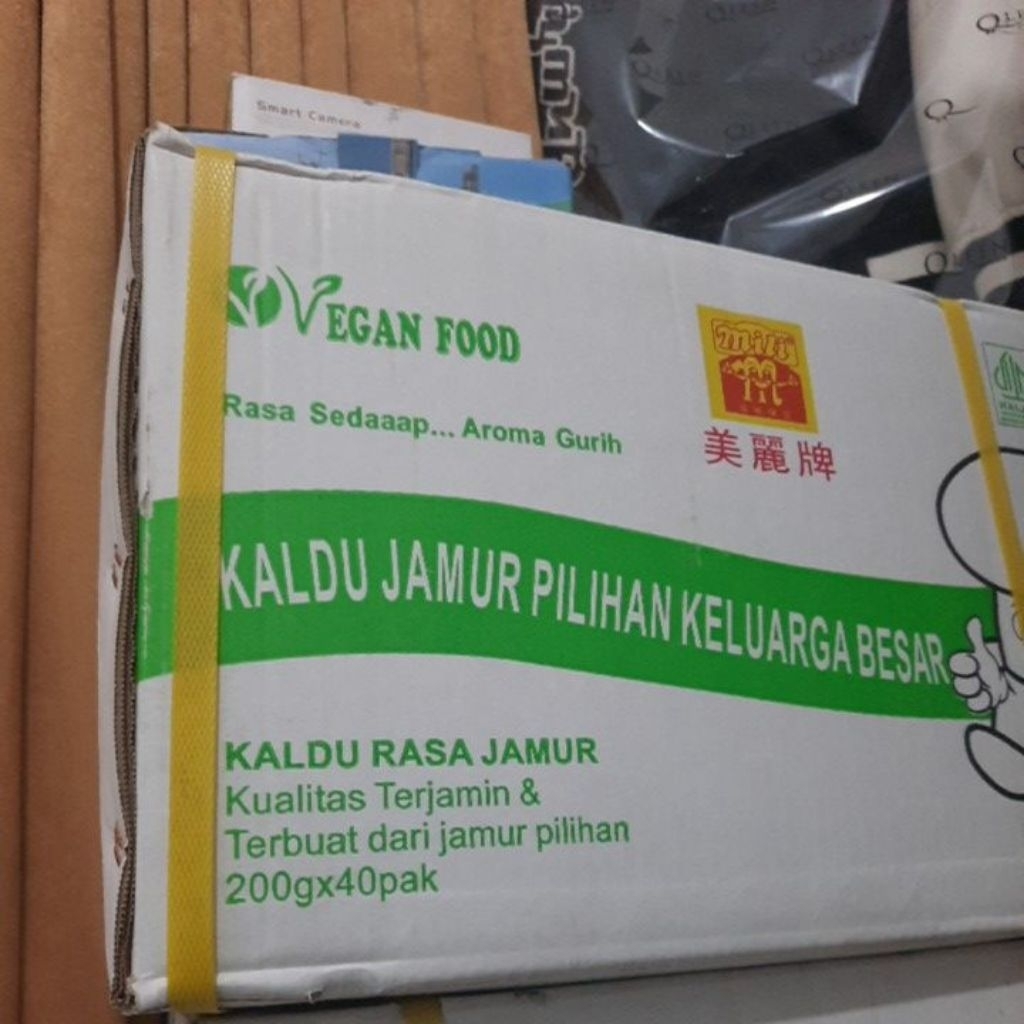 Smart Camera
VEGAN FOOD
Rasa Sedaaap... Aroma Gurih
mili
美麗牌
KALDU JAMUR PILIHAN KELUARGA BESAR
KALDU RASA JAMUR
Kualitas Terjamin &
Terbuat dari jamur pilihan
200gx40pak